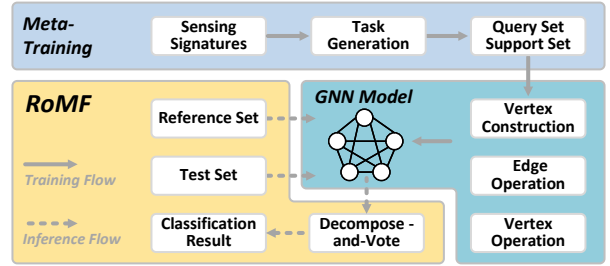 Meta-
Training
Sensing
Signatures
Task
Generation
Query Set
Support Set
RoMF
Reference Set
GNN Model
Vertex
Construction
Training Flow
Test Set
Edge
Operation
Inference Flow
Classification
Result
Decompose -
and-Vote
Vertex
Operation